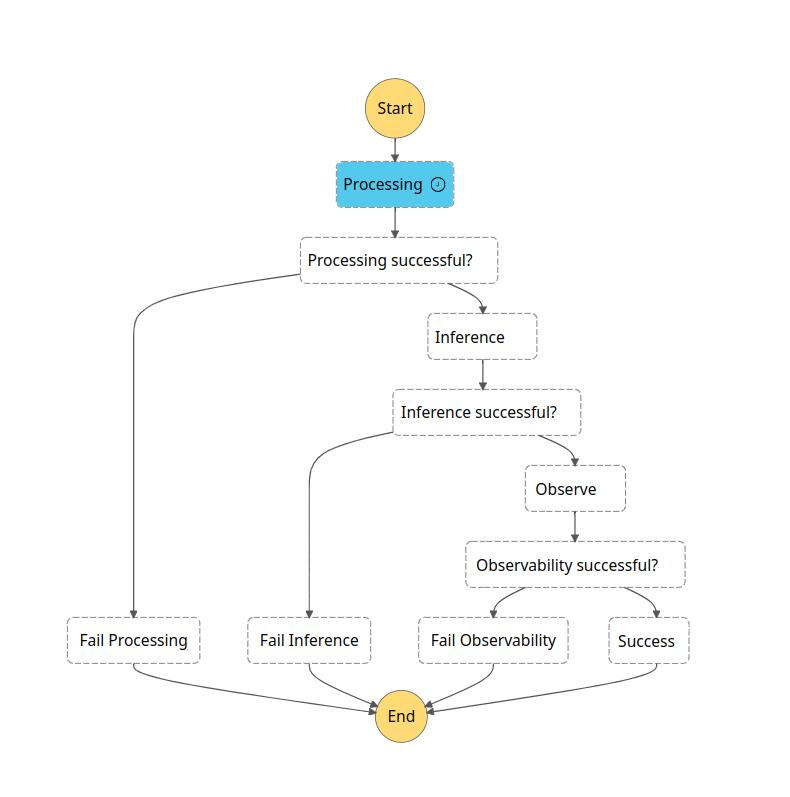 Start
Processing
Processing successful?
Inference
Inference successful?
Observe
Observability successful?
Fail Processing
Fail Inference
Fail Observability
Success
End